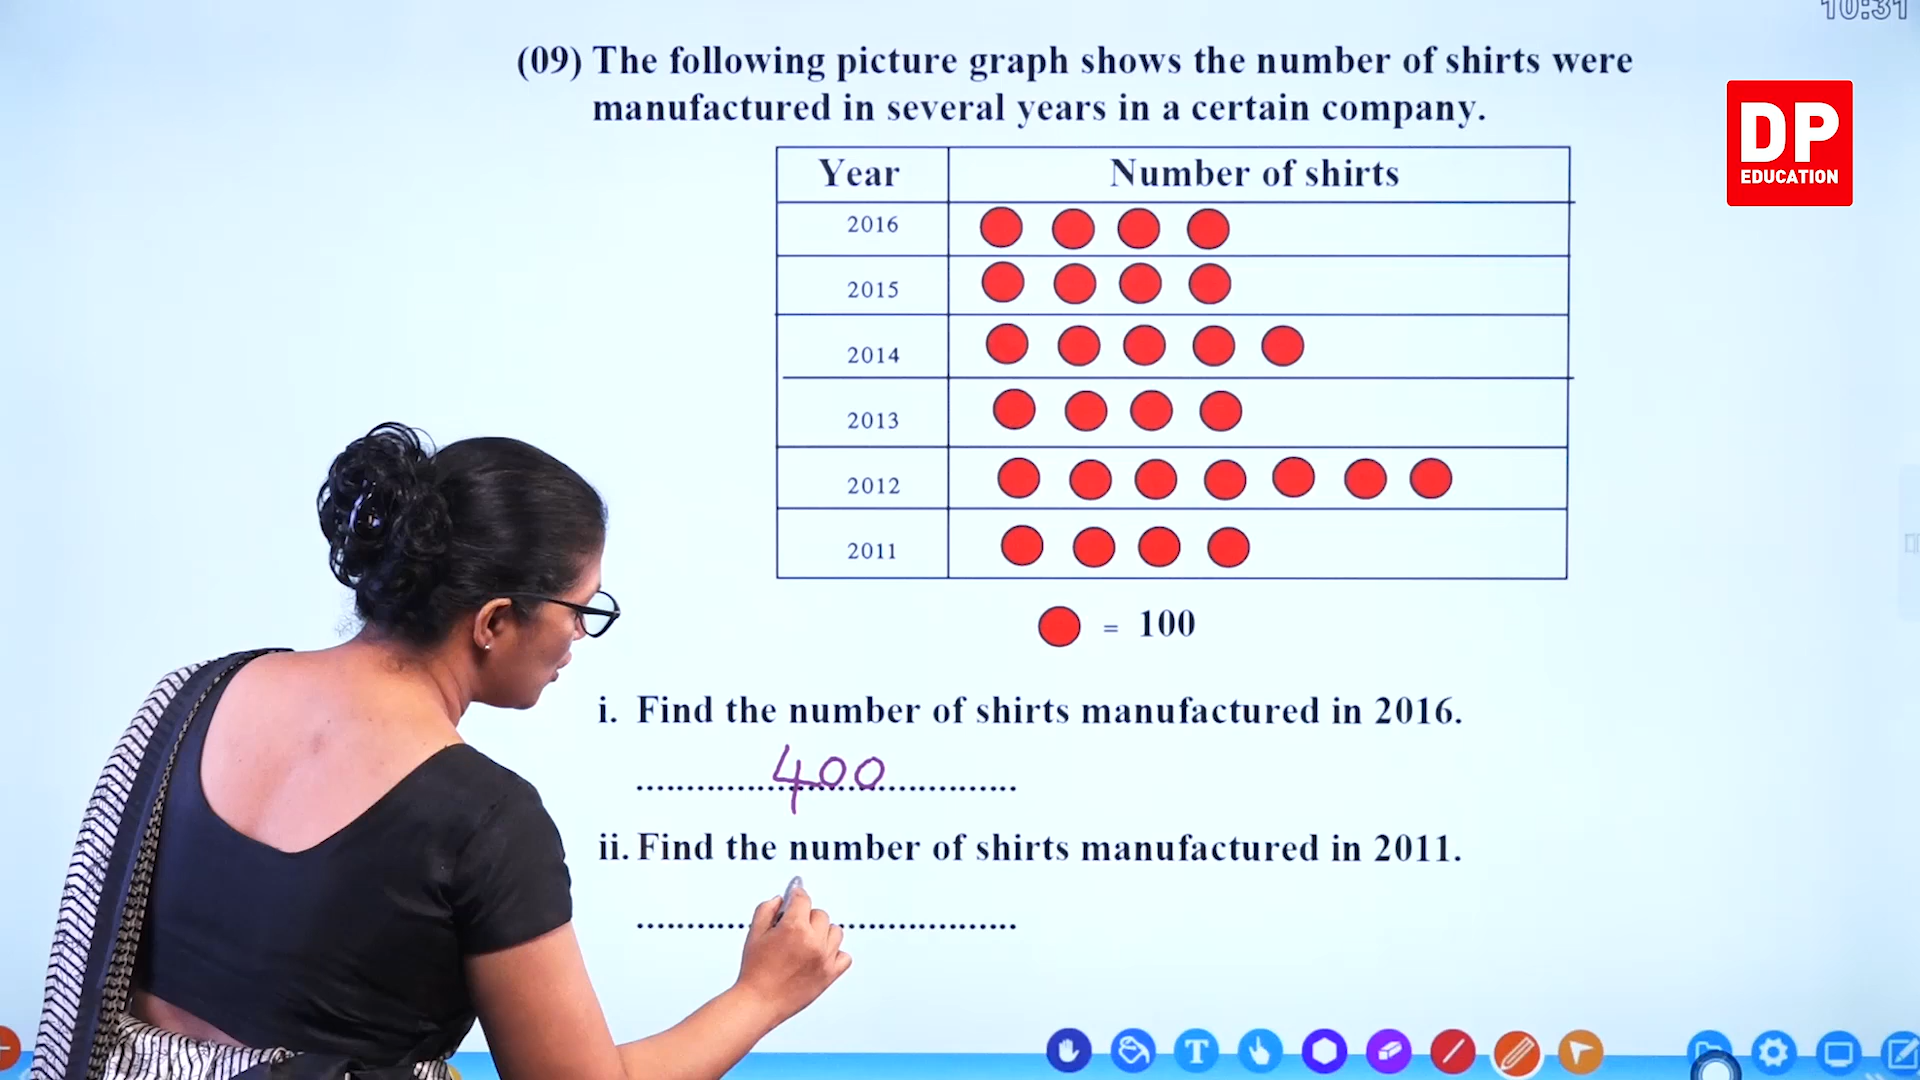 10:31
(09) The following picture graph shows the number of shirts were
manufactured in several years in a certain company.
DP
EDUCATION
Year Number of shirts
2016
2015
2014
2013
2012
2011
= 100
i. Find the number of shirts manufactured in 2016.
400
ii. Find the number of shirts manufactured in 2011.
T